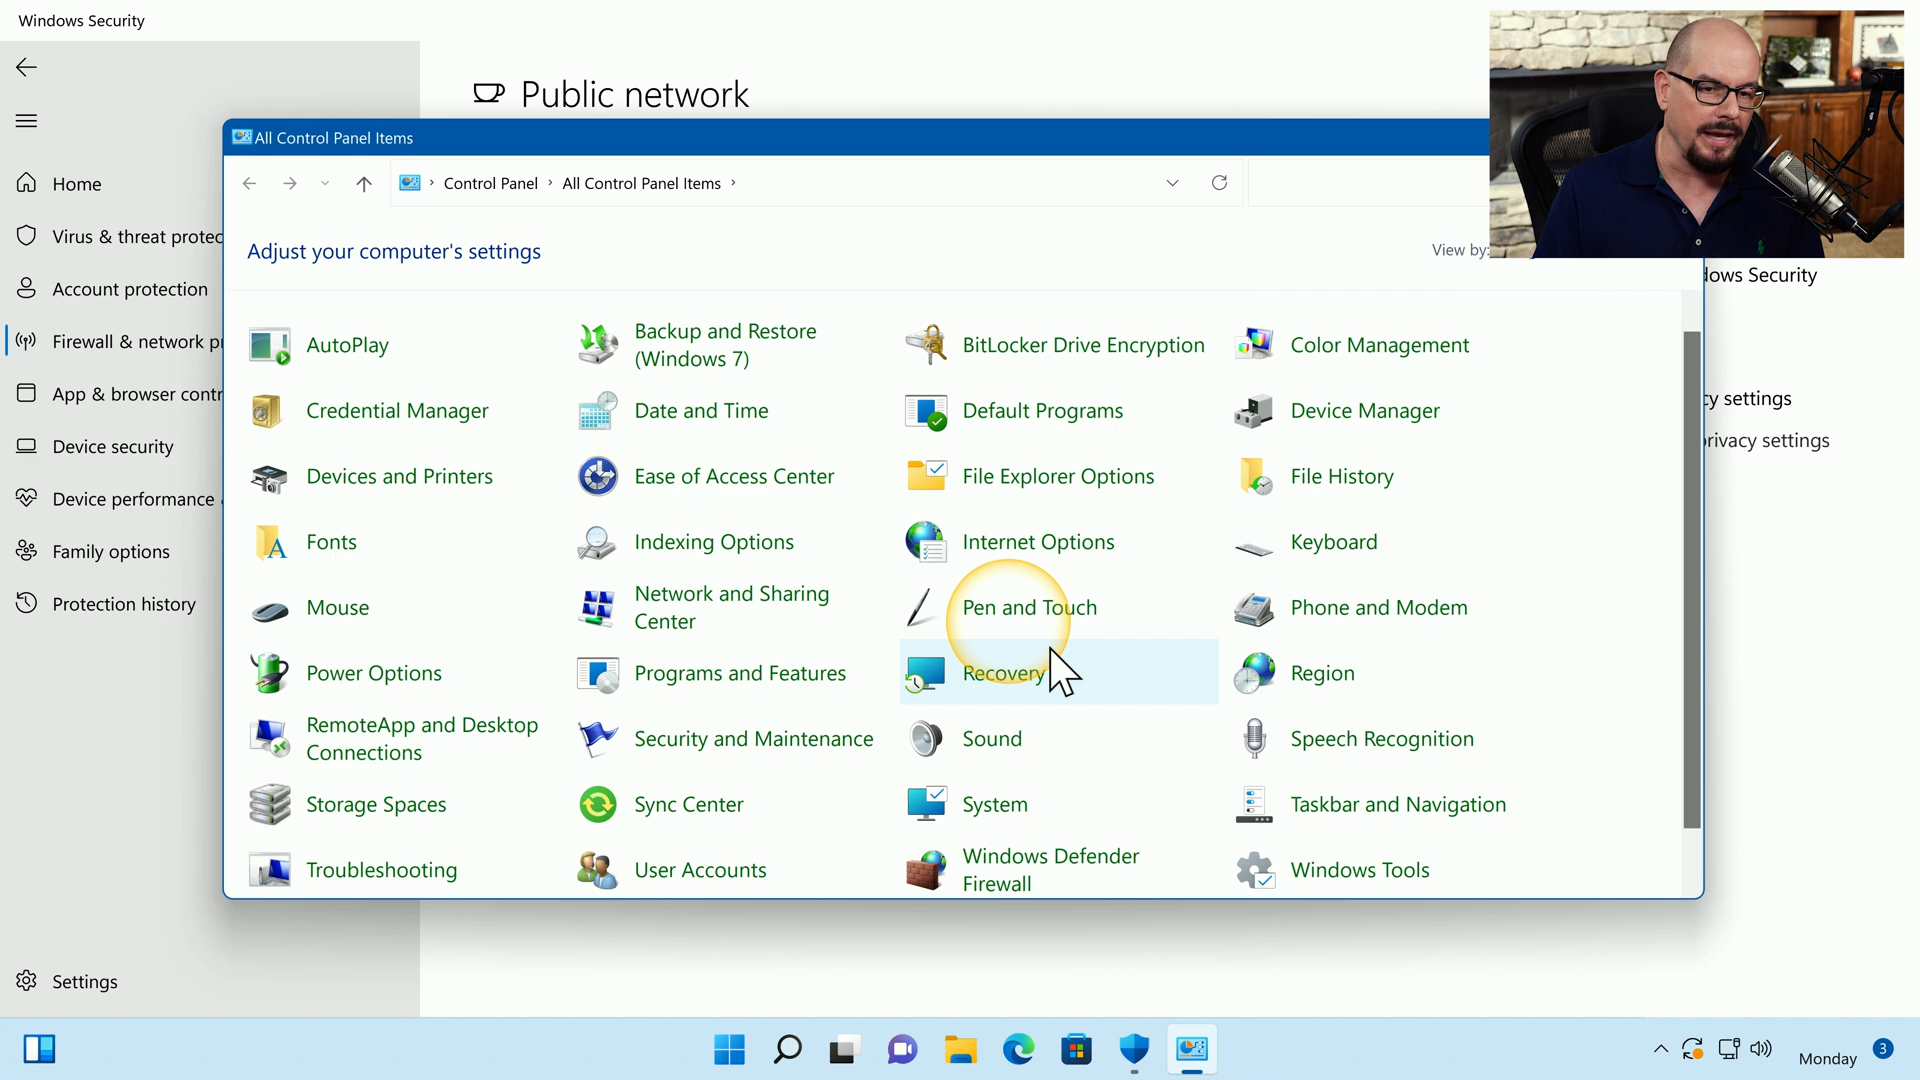 Windows Security
Public network
All Control Panel Items
Home
Control Panel
All Control Panel Items
Virus & threat protec
Adjust your computer's settings
View by:
Account protection
dows Security
Firewall & network pr
AutoPlay
Backup and Restore
(Windows 7)
BitLocker Drive Encryption
Color Management
App & browser contr
cy settings
Credential Manager
Date and Time
Default Programs
Device Manager
Device security
privacy settings
Devices and Printers
Ease of Access Center
File Explorer Options
File History
Device performance
Family options
Fonts
Indexing Options
Internet Options
Keyboard
Protection history
Mouse
Network and Sharing
Center
Pen and Touch
Phone and Modem
Power Options
Programs and Features
Recovery
Region
RemoteApp and Desktop
Connections
Security and Maintenance
Sound
Speech Recognition
Storage Spaces
Sync Center
System
Taskbar and Navigation
Troubleshooting
User Accounts
Windows Defender
Firewall
Windows Tools
Settings
Monday
3